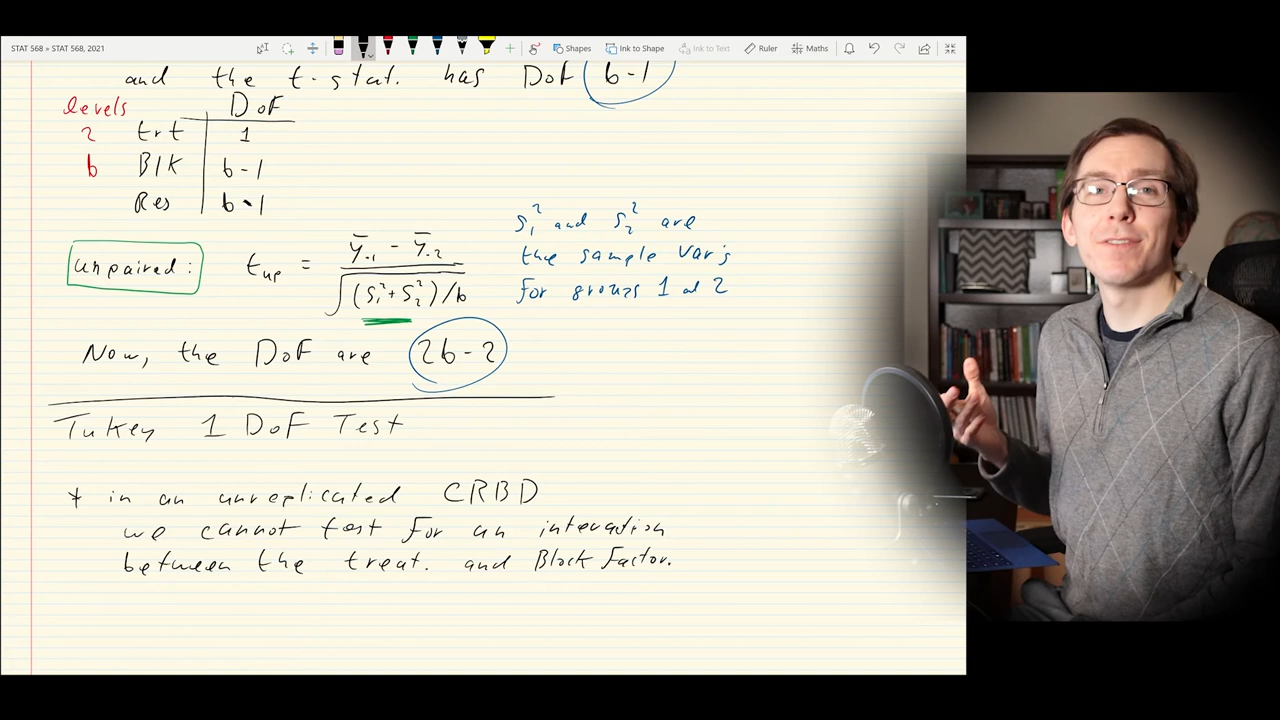 STAT 568 » STAT 568, 2021
Shapes Ink to Shape Ink to Text Ruler Maths
and the t-stat. has DoF b-1
levels DoF
2 trt 1
b Blk b-1
Res b-1
unpaired: t_up = (ȳ.₁ - ȳ.₂) / √((S₁²+S₂²)/b)
S₁² and S₂² are
the sample var's
for groups 1 and 2
Now, the DoF are 2b-2
Tukey 1 DoF Test
* in an unreplicated CRBD
we cannot test for an interaction
between the treat. and Block Factor.